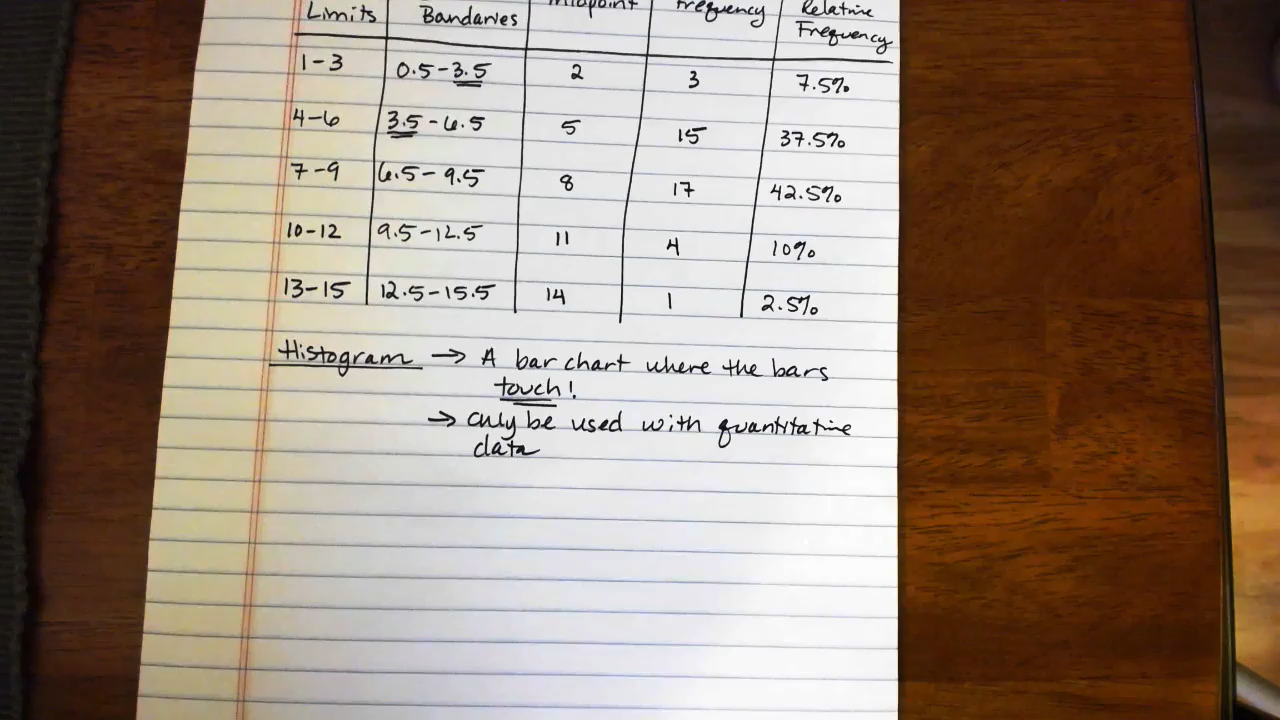 Limits Boundaries Midpoint Frequency Relative Frequency
1-3 0.5-3.5 2 3 7.5%
4-6 3.5-6.5 5 15 37.5%
7-9 6.5-9.5 8 17 42.5%
10-12 9.5-12.5 11 4 10%
13-15 12.5-15.5 14 1 2.5%
Histogram → A bar chart where the bars
touch!
→ only be used with quantitative
data